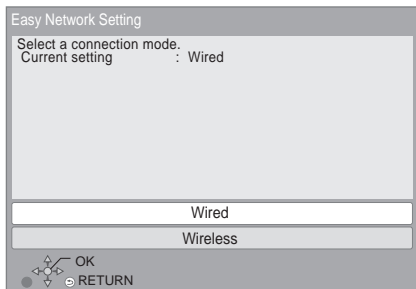 Easy Network Setting
Select a connection mode.
Current setting : Wired
Wired
Wireless
OK
RETURN